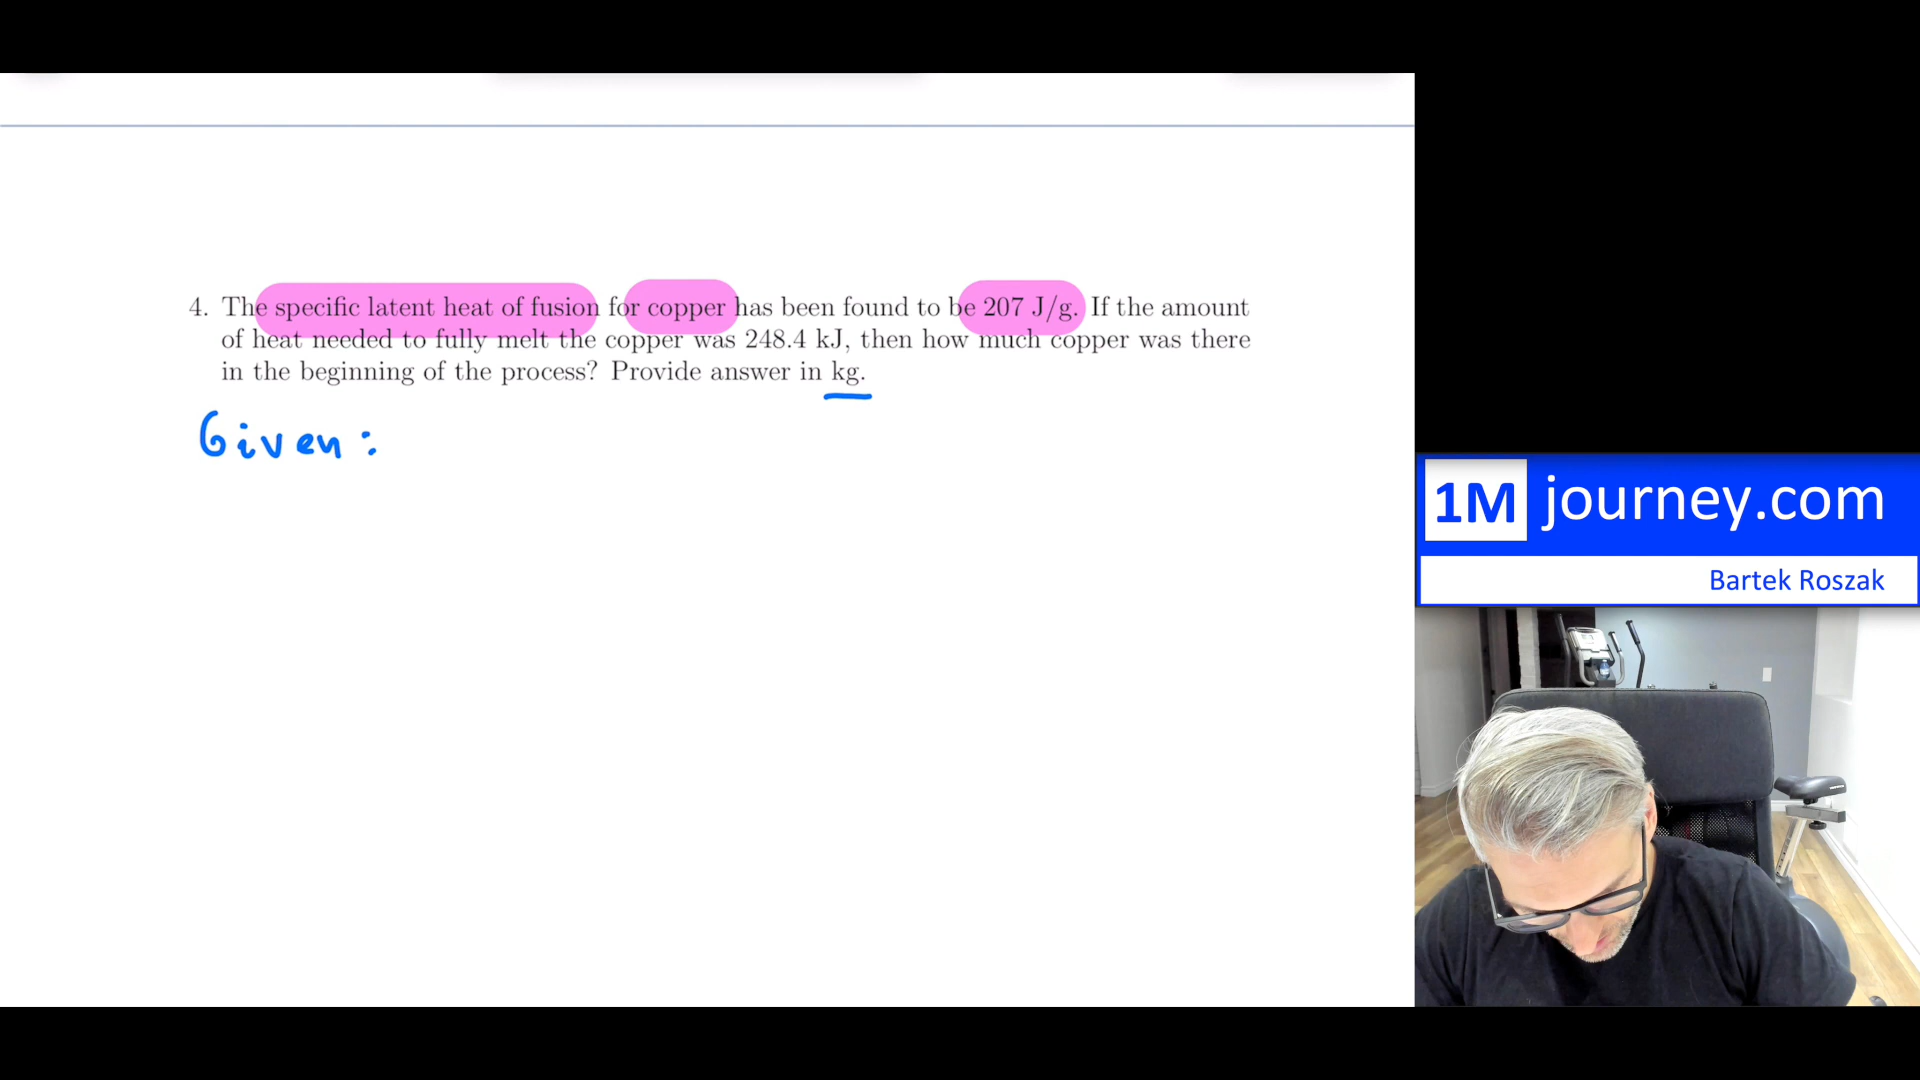 4. The specific latent heat of fusion for copper has been found to be 207 J/g. If the amount
of heat needed to fully melt the copper was 248.4 kJ, then how much copper was there
in the beginning of the process? Provide answer in kg.
Given:
1M journey.com
Bartek Roszak